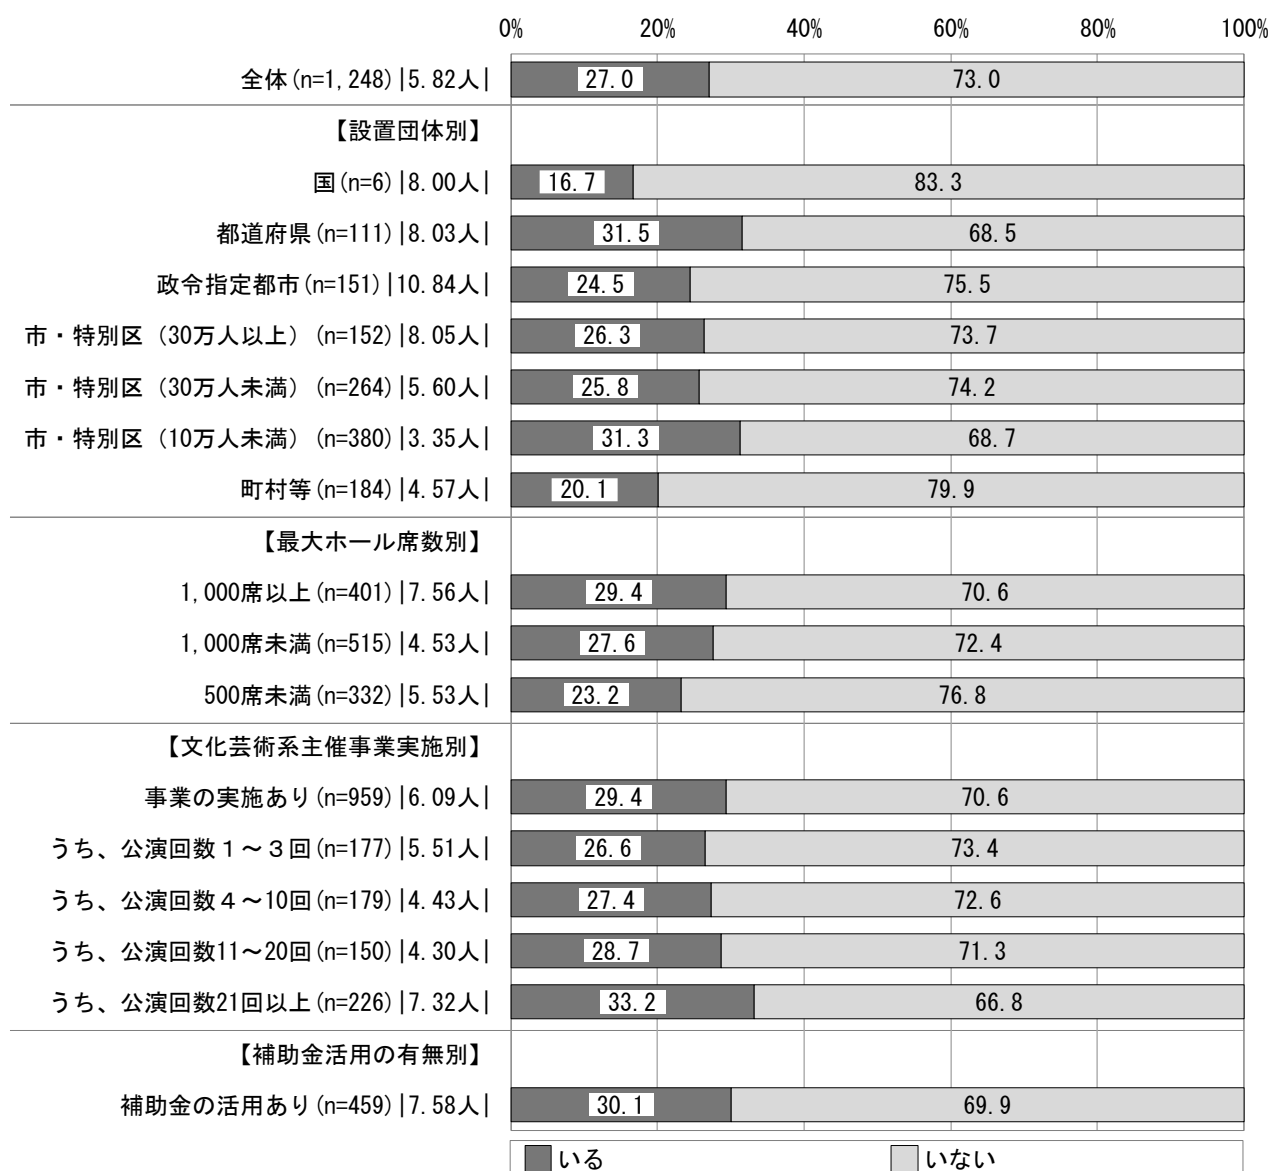 0% 20% 40% 60% 80% 100%
全体(n=1,248)|5.82人| 27.0 73.0
【設置団体別】
国(n=6)|8.00人| 16.7 83.3
都道府県(n=111)|8.03人| 31.5 68.5
政令指定都市(n=151)|10.84人| 24.5 75.5
市・特別区（30万人以上）(n=152)|8.05人| 26.3 73.7
市・特別区（30万人未満）(n=264)|5.60人| 25.8 74.2
市・特別区（10万人未満）(n=380)|3.35人| 31.3 68.7
町村等(n=184)|4.57人| 20.1 79.9
【最大ホール席数別】
1,000席以上(n=401)|7.56人| 29.4 70.6
1,000席未満(n=515)|4.53人| 27.6 72.4
500席未満(n=332)|5.53人| 23.2 76.8
【文化芸術系主催事業実施別】
事業の実施あり(n=959)|6.09人| 29.4 70.6
うち、公演回数１～３回(n=177)|5.51人| 26.6 73.4
うち、公演回数４～10回(n=179)|4.43人| 27.4 72.6
うち、公演回数11～20回(n=150)|4.30人| 28.7 71.3
うち、公演回数21回以上(n=226)|7.32人| 33.2 66.8
【補助金活用の有無別】
補助金の活用あり(n=459)|7.58人| 30.1 69.9
いる いない